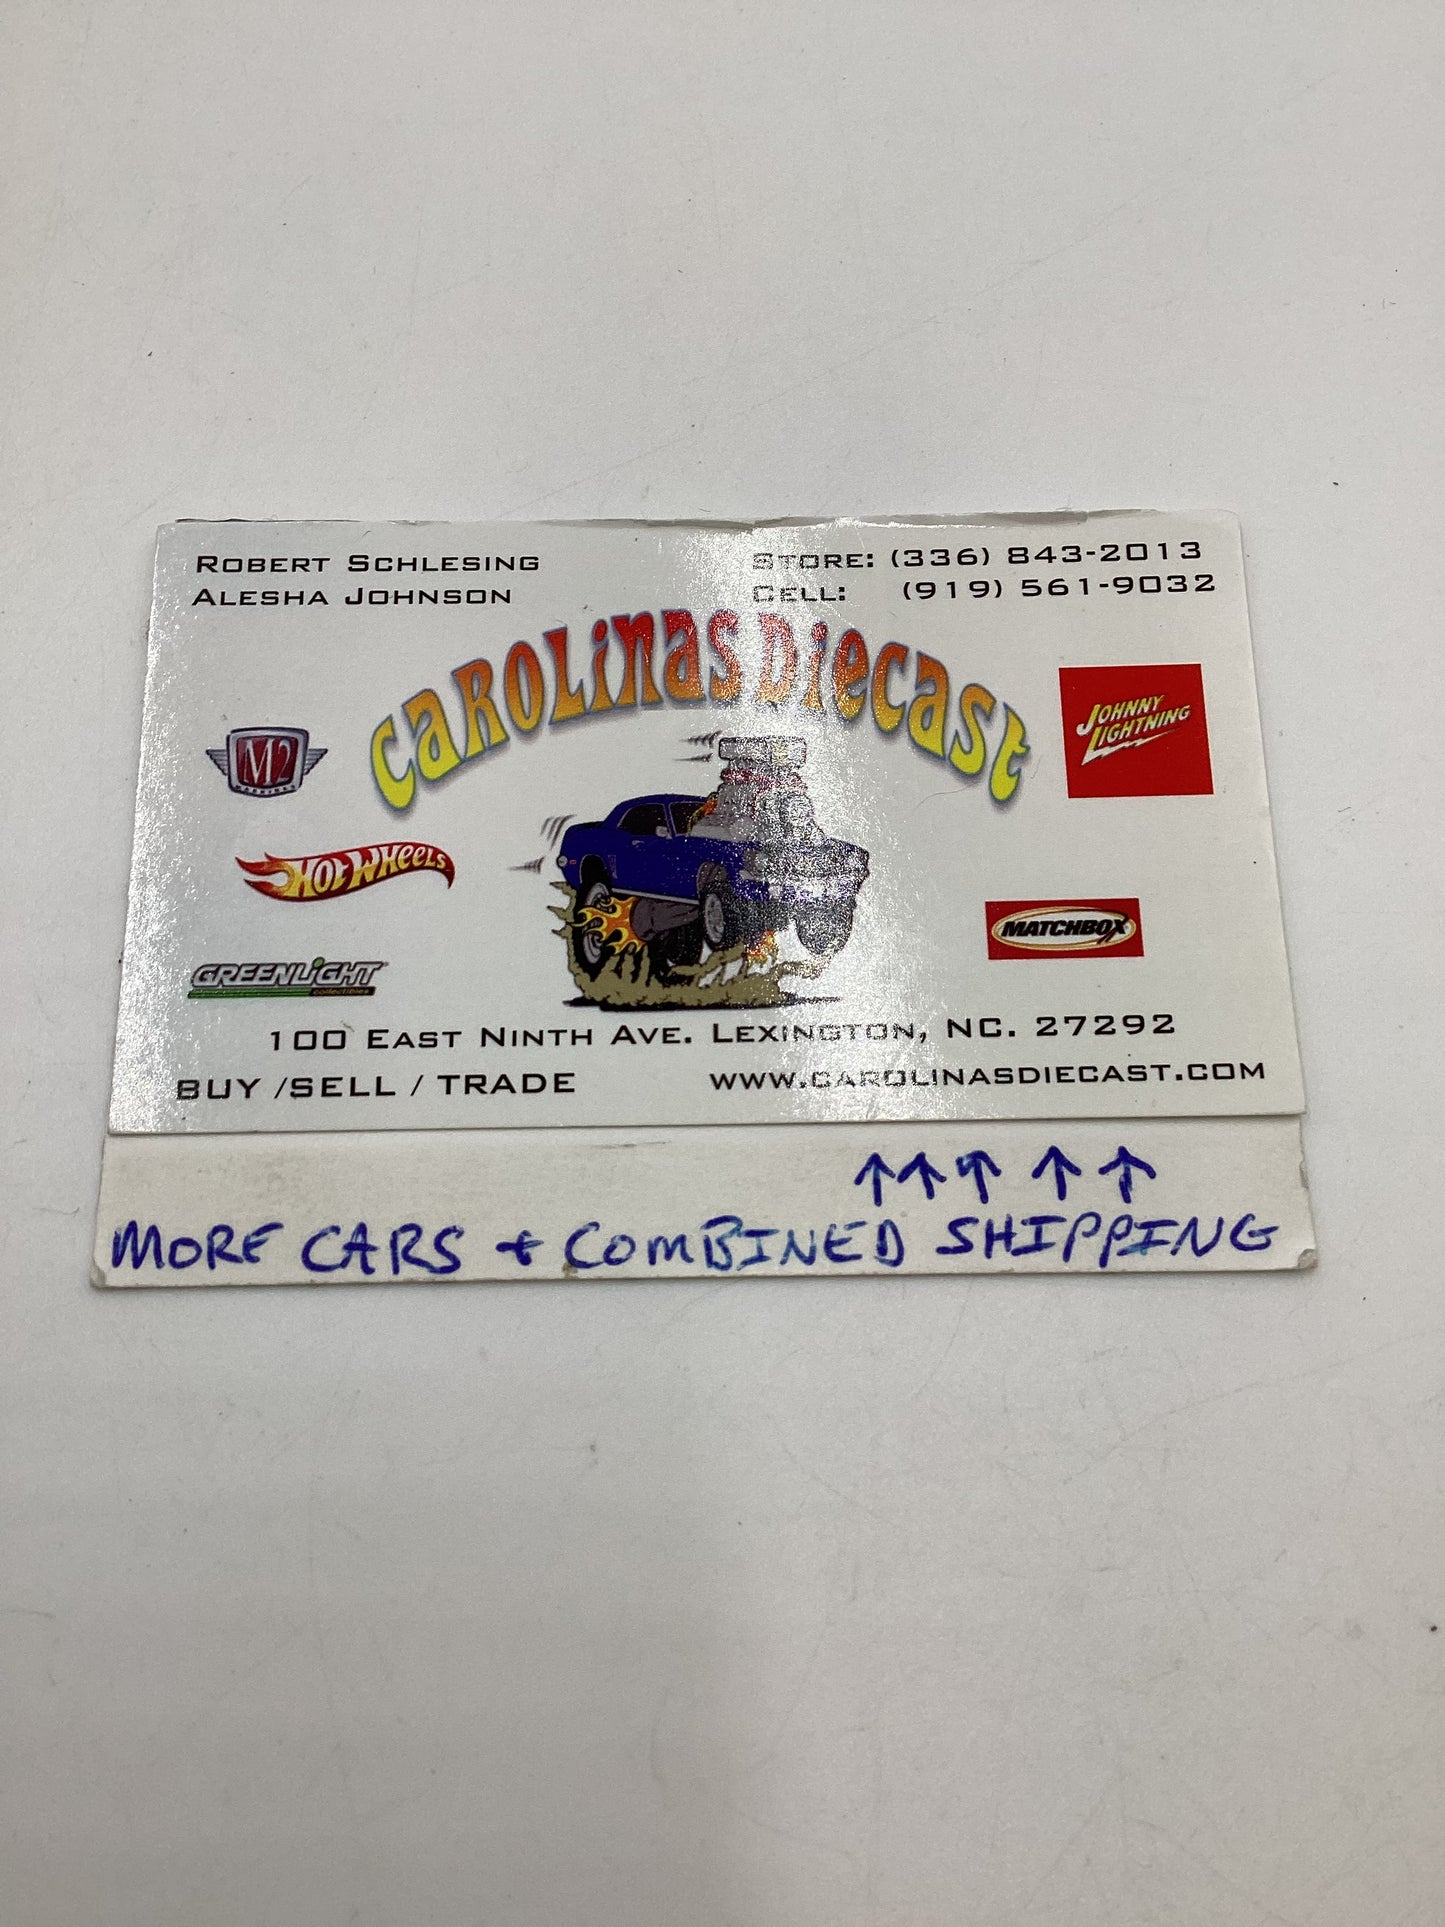 ROBERT SCHLESING
ALESHA JOHNSON
STORE: (336) 843-2013
CELL: (919) 561-9032
CAROLINAS DIECAST
M2
MACHINES
JOHNNY
LIGHTNING
HOT WHEELS
MATCHBOX
GREENLIGHT
collectibles
100 EAST NINTH AVE. LEXINGTON, NC. 27292
BUY /SELL / TRADE
WWW.CAROLINASDIECAST.COM
↑↑↑ ↑ ↑
MORE CARS + COMBINED SHIPPING